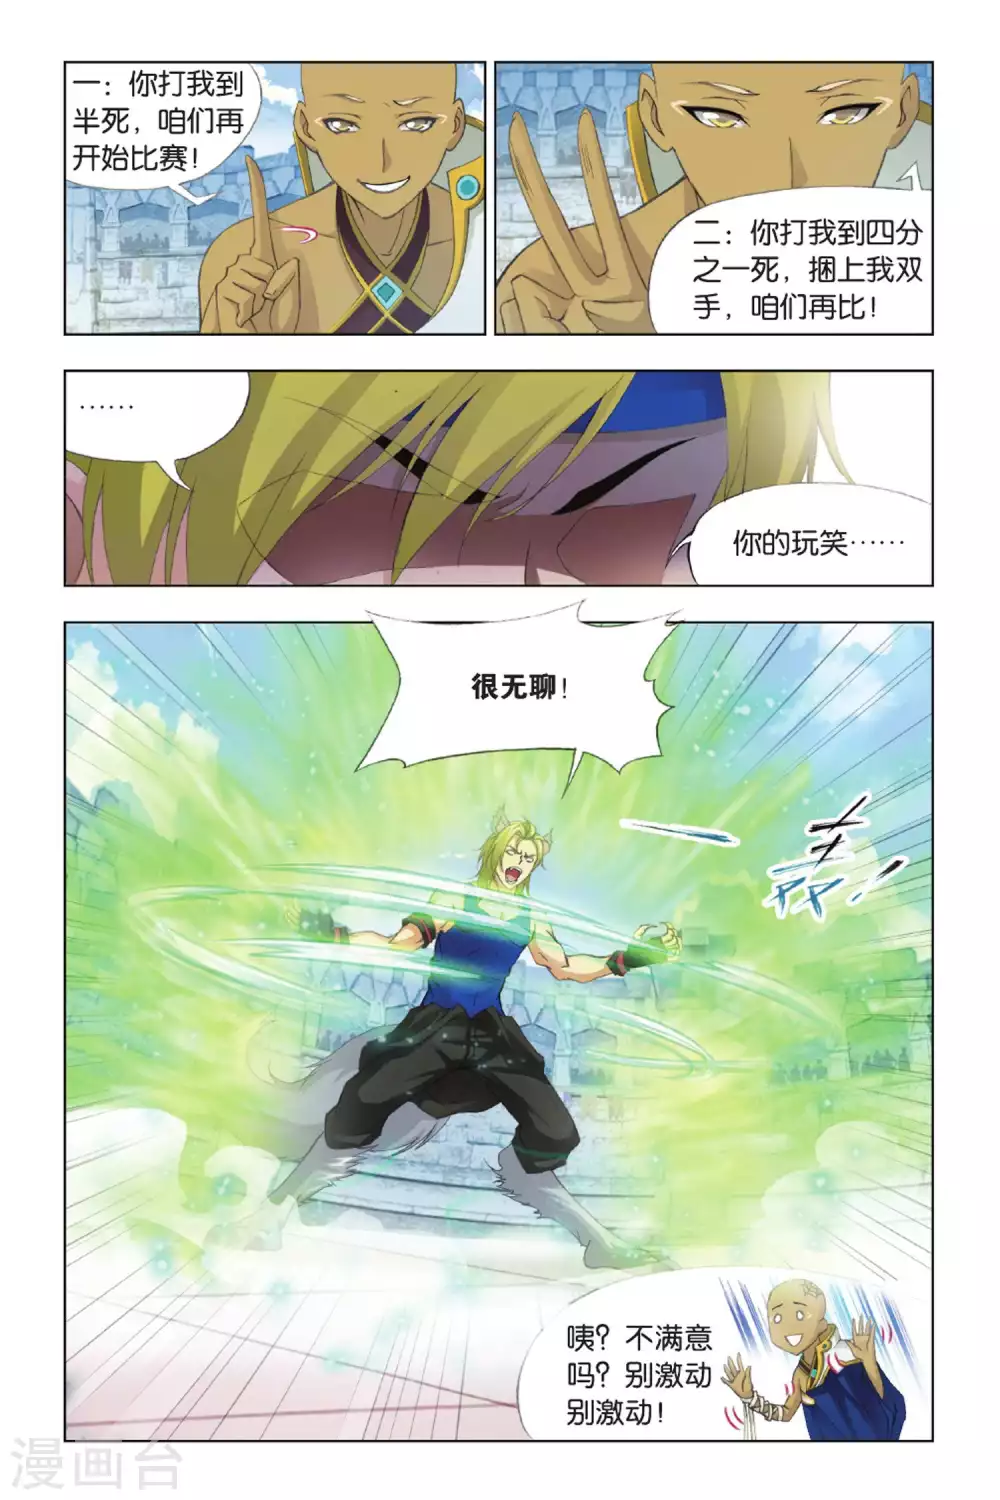 一：你打我到
半死，咱们再
开始比赛！
二：你打我到四分
之一死，捆上我双
手，咱们再比！
……
你的玩笑……
很无聊！
咦？不满意
吗？别激动
别激动！
漫画台